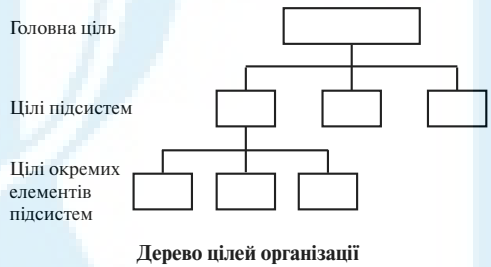 Головна ціль
Цілі підсистем
Цілі окремих
елементів
підсистем
Дерево цілей організації